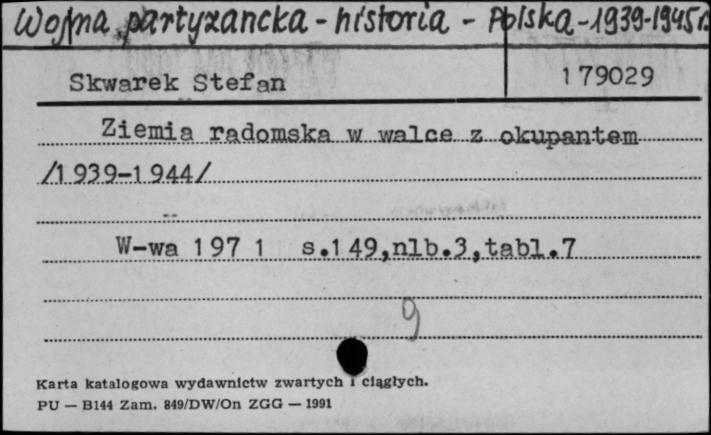 Wojna partyzancka - historia - Polska - 1939-1945 r.
Skwarek Stefan 179029
Ziemia radomska w walce z okupantem
/1939-1944/
W-wa 1971 s.149,nlb.3,tabl.7
9
Karta katalogowa wydawnictw zwartych i ciągłych.
PU — B144 Zam. 849/DW/On ZGG — 1991